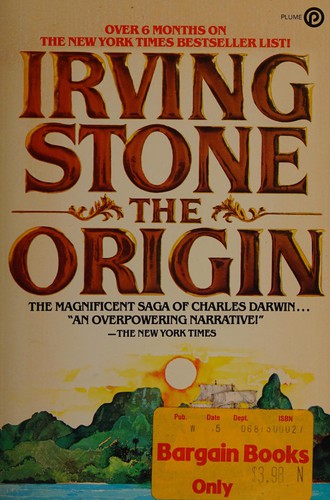 PLUME
OVER 6 MONTHS ON
THE NEW YORK TIMES BESTSELLER LIST!
IRVING
STONE
THE
ORIGIN
THE MAGNIFICENT SAGA OF CHARLES DARWIN...
"AN OVERPOWERING NARRATIVE!"
—THE NEW YORK TIMES
Pub. Date Dept. ISBN
W 5
Bargain Books
$3.98 N
Only